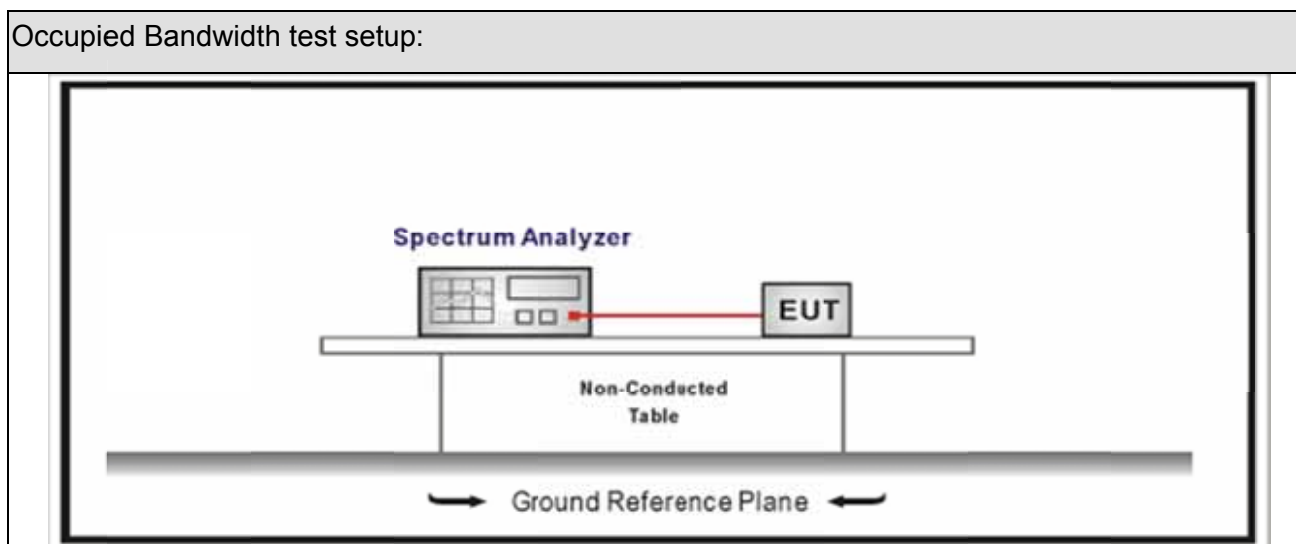 Occupied Bandwidth test setup:
Spectrum Analyzer
EUT
Non-Conducted
Table
Ground Reference Plane